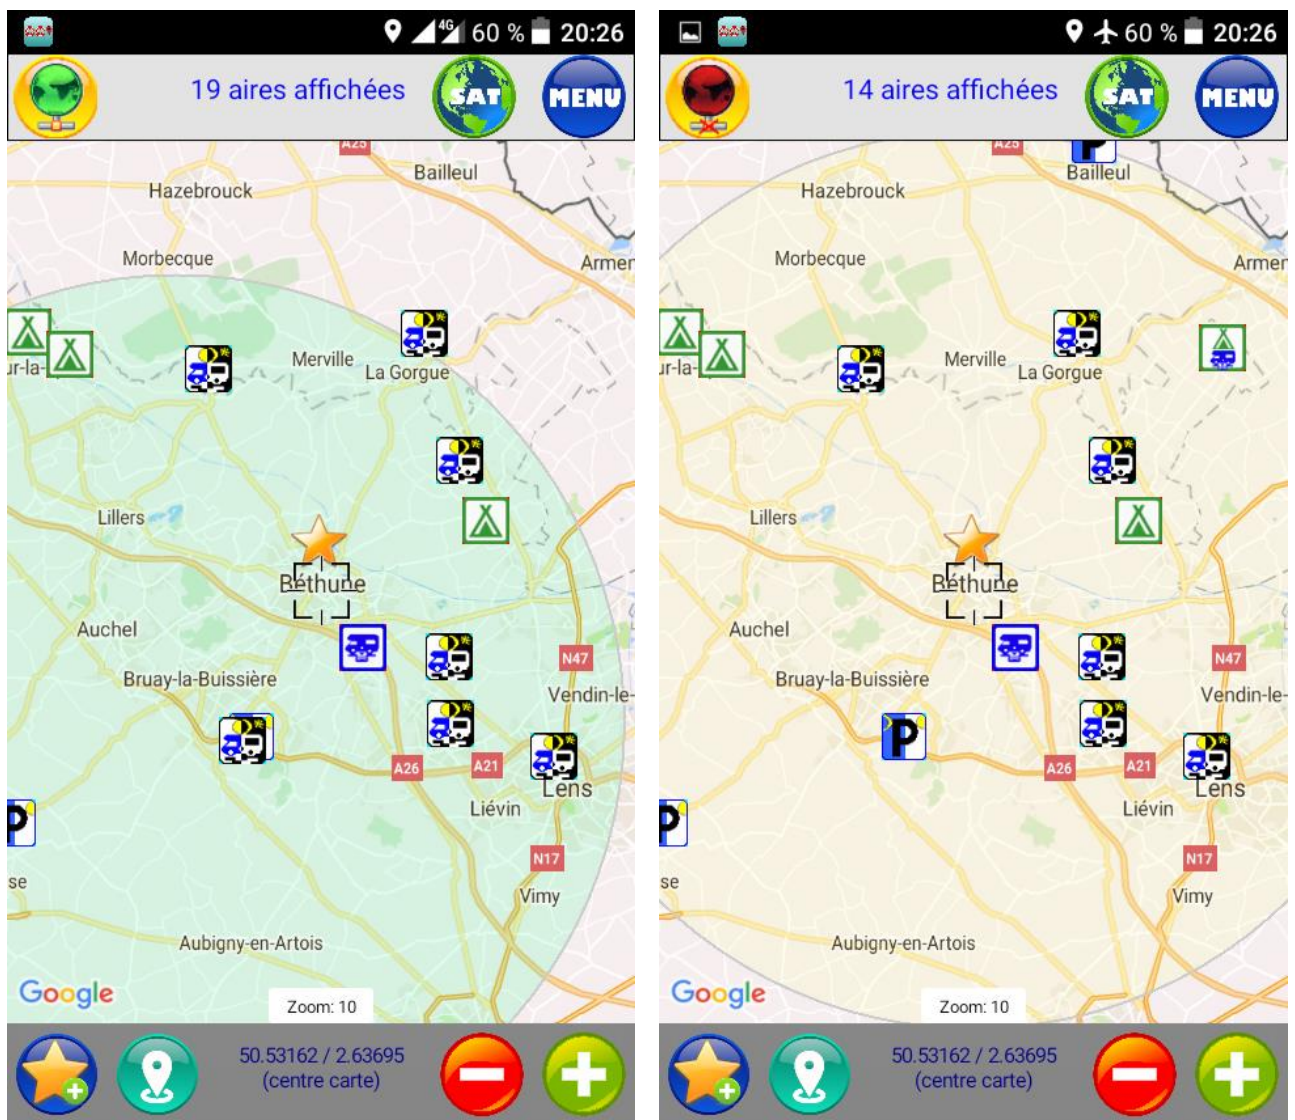 4G 60 % 20:26
19 aires affichées SAT MENU
A25
Bailleul
Hazebrouck
Morbecque
Armer
Merville
La Gorgue
ur-la-
Lillers
Béthune
Auchel
N47
Bruay-la-Buissière
Vendin-le-
A26 A21
Lens
Liévin
P
N17
se
Vimy
Aubigny-en-Artois
Google
Zoom: 10
50.53162 / 2.63695
(centre carte)
60 % 20:26
14 aires affichées SAT MENU
A25
P
Bailleul
Hazebrouck
Morbecque
Armer
Merville
La Gorgue
ur-la-
Lillers
Béthune
Auchel
N47
Bruay-la-Buissière
Vendin-le-
P
A26 A21
Lens
Liévin
P
N17
se
Vimy
Aubigny-en-Artois
Google
Zoom: 10
50.53162 / 2.63695
(centre carte)